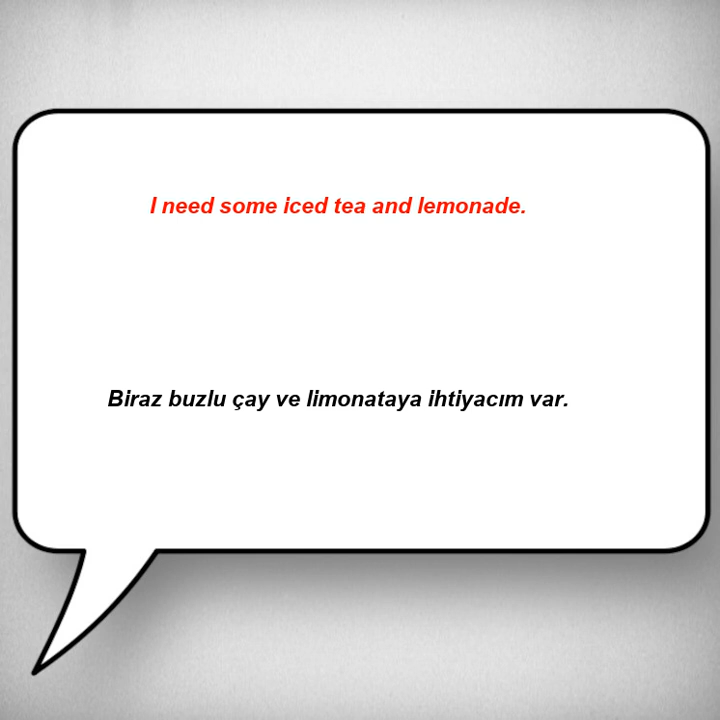 I need some iced tea and lemonade.
Biraz buzlu çay ve limonataya ihtiyacım var.